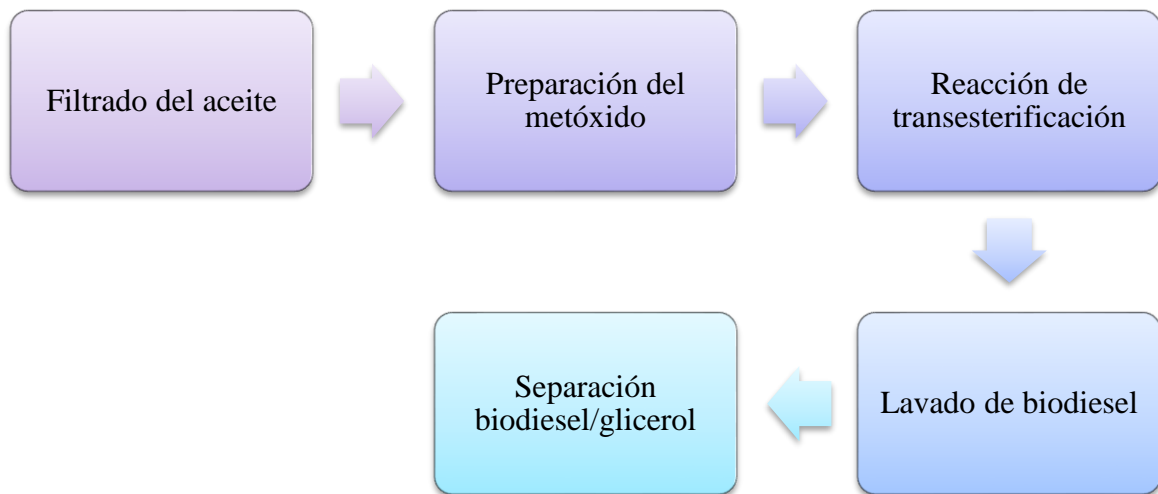 Filtrado del aceite
Preparación del
metóxido
Reacción de
transesterificación
Lavado de biodiesel
Separación
biodiesel/glicerol